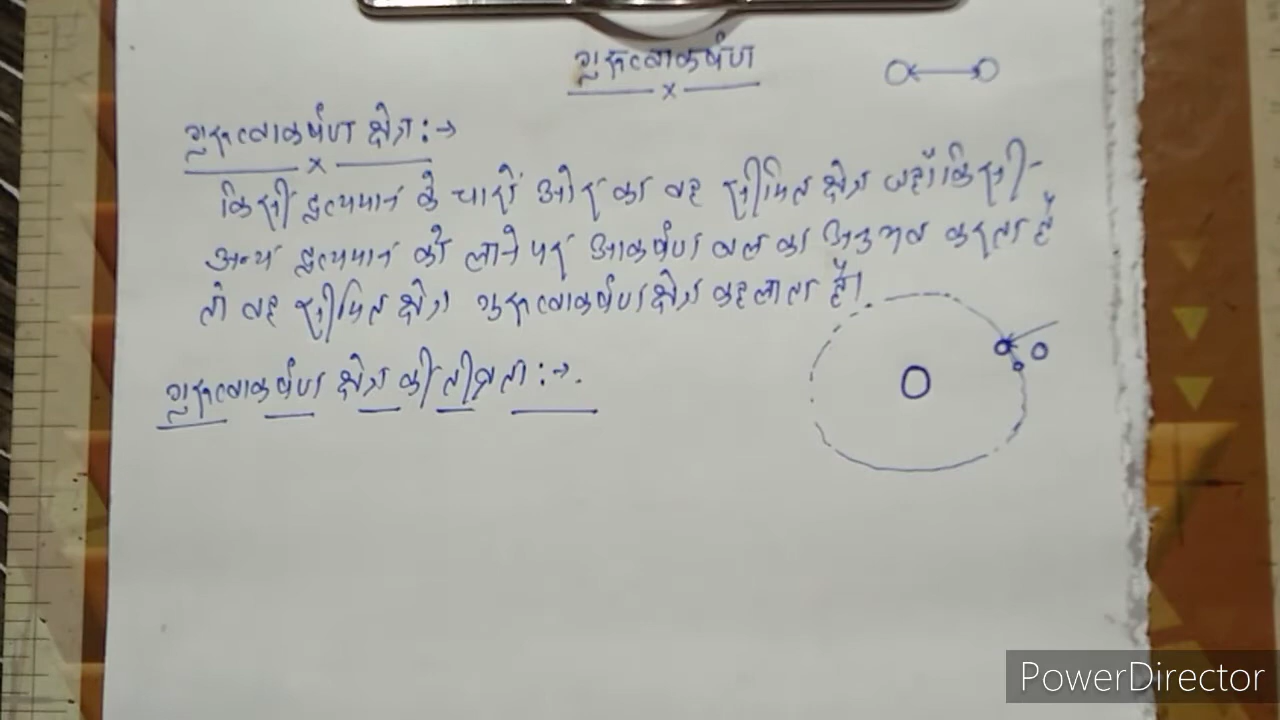 गुरुत्वाकर्षण
गुरुत्वाकर्षण क्षेत्र :→
किसी द्रव्यमान के चारों ओर का वह सीमित क्षेत्र जहाँ किसी
अन्य द्रव्यमान को लाने पर आकर्षण बल का अनुभव करता है
तो वह सीमित क्षेत्र गुरुत्वाकर्षण क्षेत्र कहलाता है।
गुरुत्वाकर्षण क्षेत्र की तीव्रता :→.
PowerDirector